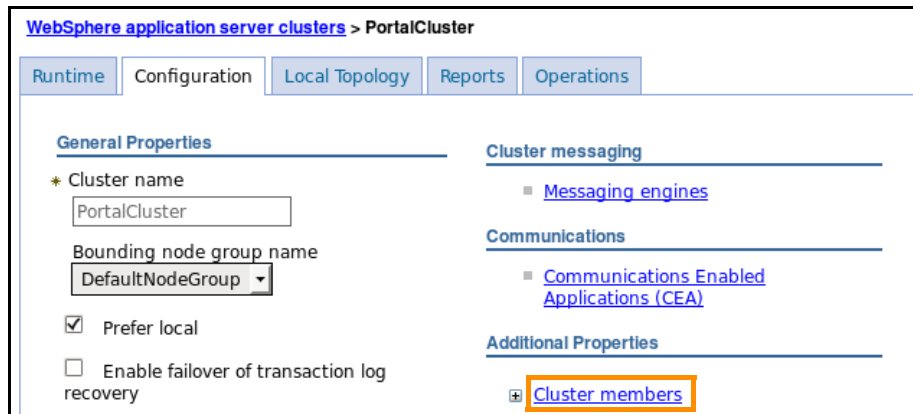 WebSphere application server clusters > PortalCluster
Runtime Configuration Local Topology Reports Operations
General Properties
* Cluster name
PortalCluster
Bounding node group name
DefaultNodeGroup
Prefer local
Enable failover of transaction log
recovery
Cluster messaging
Messaging engines
Communications
Communications Enabled
Applications (CEA)
Additional Properties
Cluster members